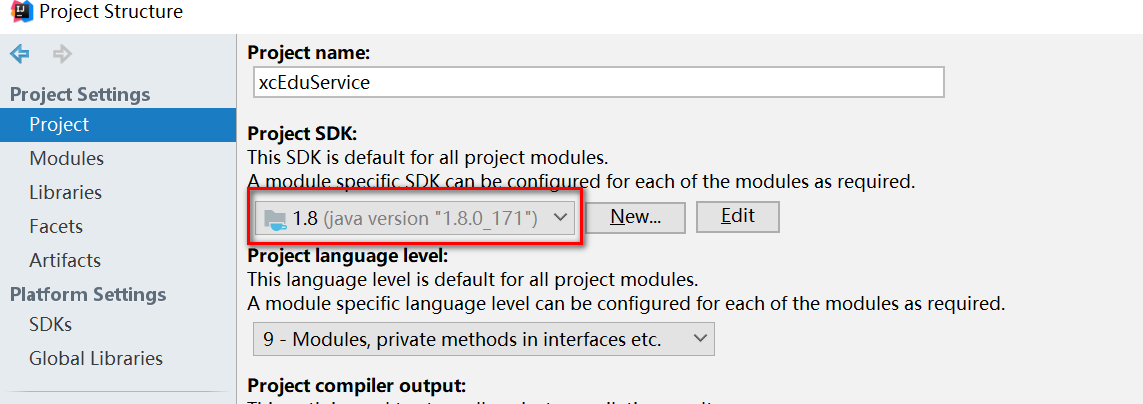 Project Structure
Project Settings
Project
Modules
Libraries
Facets
Artifacts
Platform Settings
SDKs
Global Libraries
Project name:
xcEduService
Project SDK:
This SDK is default for all project modules.
A module specific SDK can be configured for each of the modules as required.
1.8 (java version "1.8.0_171") New... Edit
Project language level:
This language level is default for all project modules.
A module specific language level can be configured for each of the modules as required.
9 - Modules, private methods in interfaces etc.
Project compiler output: